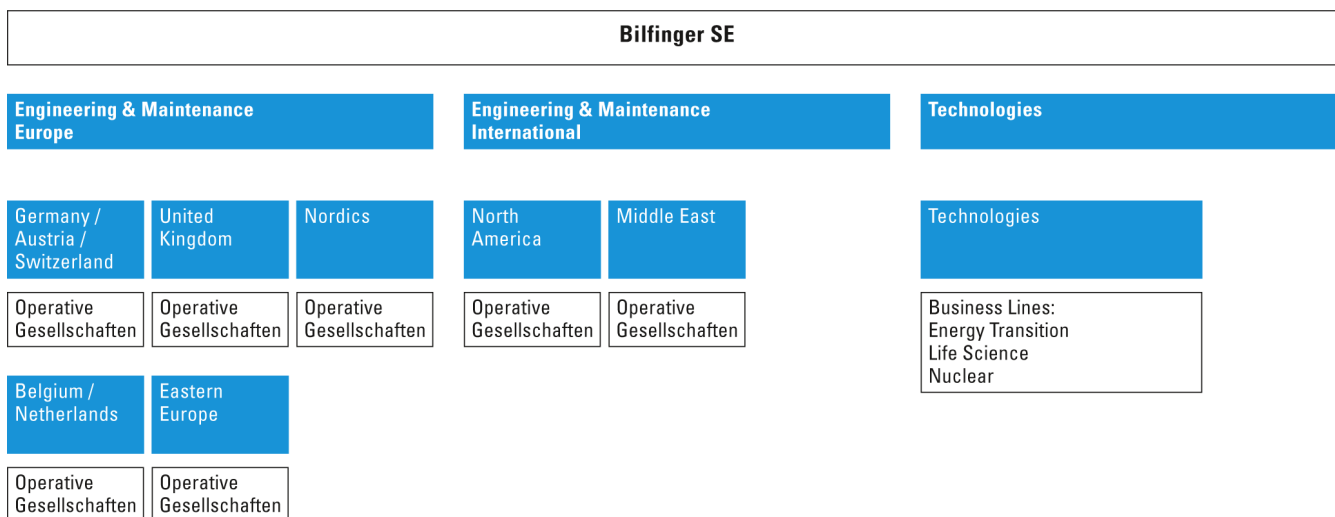 Bilfinger SE
Engineering & Maintenance
Europe
Engineering & Maintenance
International
Technologies
Germany /
Austria /
Switzerland
United
Kingdom
Nordics
North
America
Middle East
Technologies
Operative
Gesellschaften
Operative
Gesellschaften
Operative
Gesellschaften
Operative
Gesellschaften
Operative
Gesellschaften
Business Lines:
Energy Transition
Life Science
Nuclear
Belgium /
Netherlands
Eastern
Europe
Operative
Gesellschaften
Operative
Gesellschaften